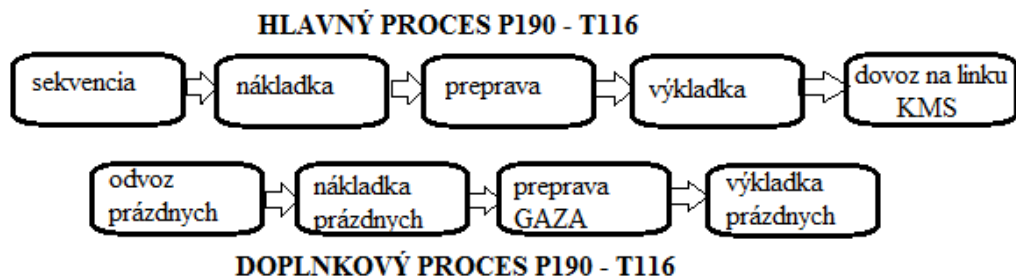 HLAVNÝ PROCES P190 - T116
sekvencia
nákladka
preprava
výkladka
dovoz na linku
KMS
odvoz
prázdnych
nákladka
prázdnych
preprava
GAZA
výkladka
prázdnych
DOPLNKOVÝ PROCES P190 - T116